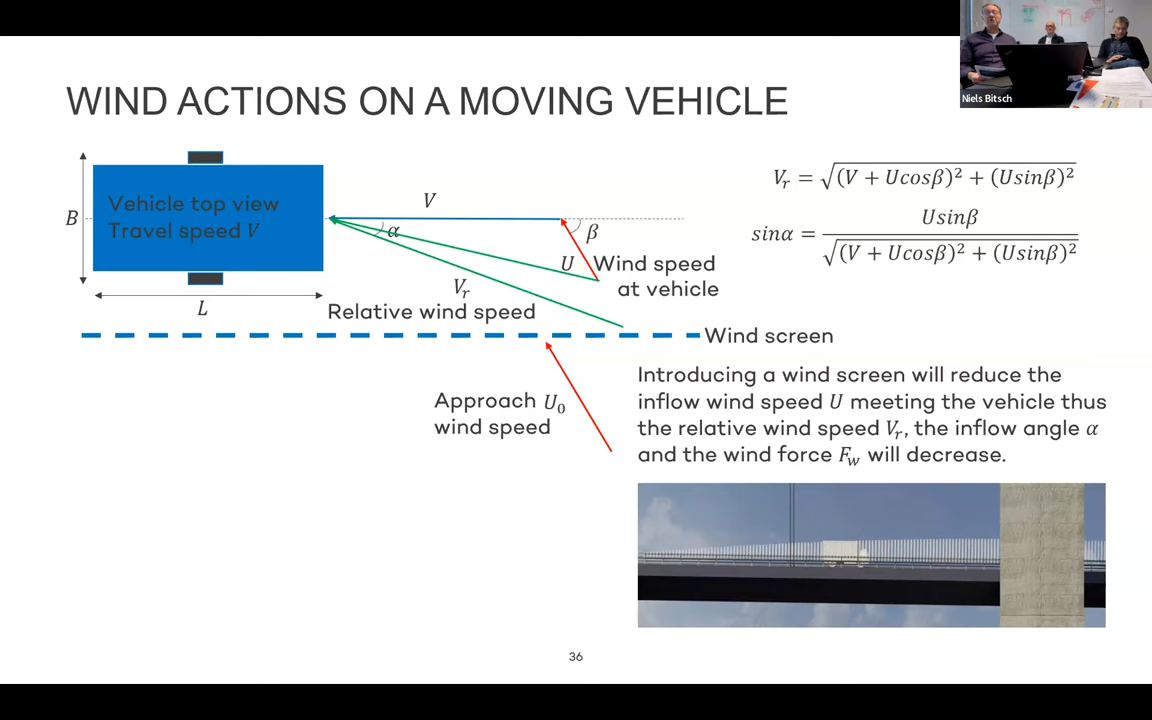 Niels Bitsch
WIND ACTIONS ON A MOVING VEHICLE
B
Vehicle top view
Travel speed V
L
V
α
β
U
Wind speed
at vehicle
V_r
Relative wind speed
Wind screen
Approach U_0
wind speed
V_r = √((V + Ucosβ)² + (Usinβ)²)
sinα = Usinβ / √((V + Ucosβ)² + (Usinβ)²)
Introducing a wind screen will reduce the
inflow wind speed U meeting the vehicle thus
the relative wind speed V_r, the inflow angle α
and the wind force F_w will decrease.
36